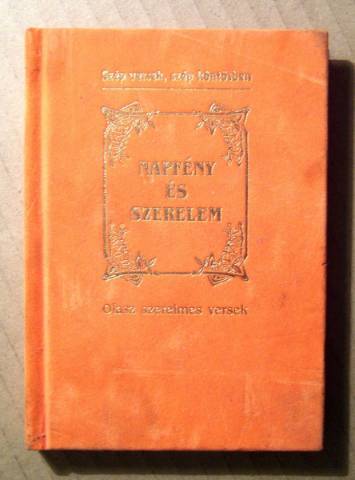 Szép versek, szép köntösben
NAPFÉNY
ÉS
SZERELEM
Olasz szerelmes versek